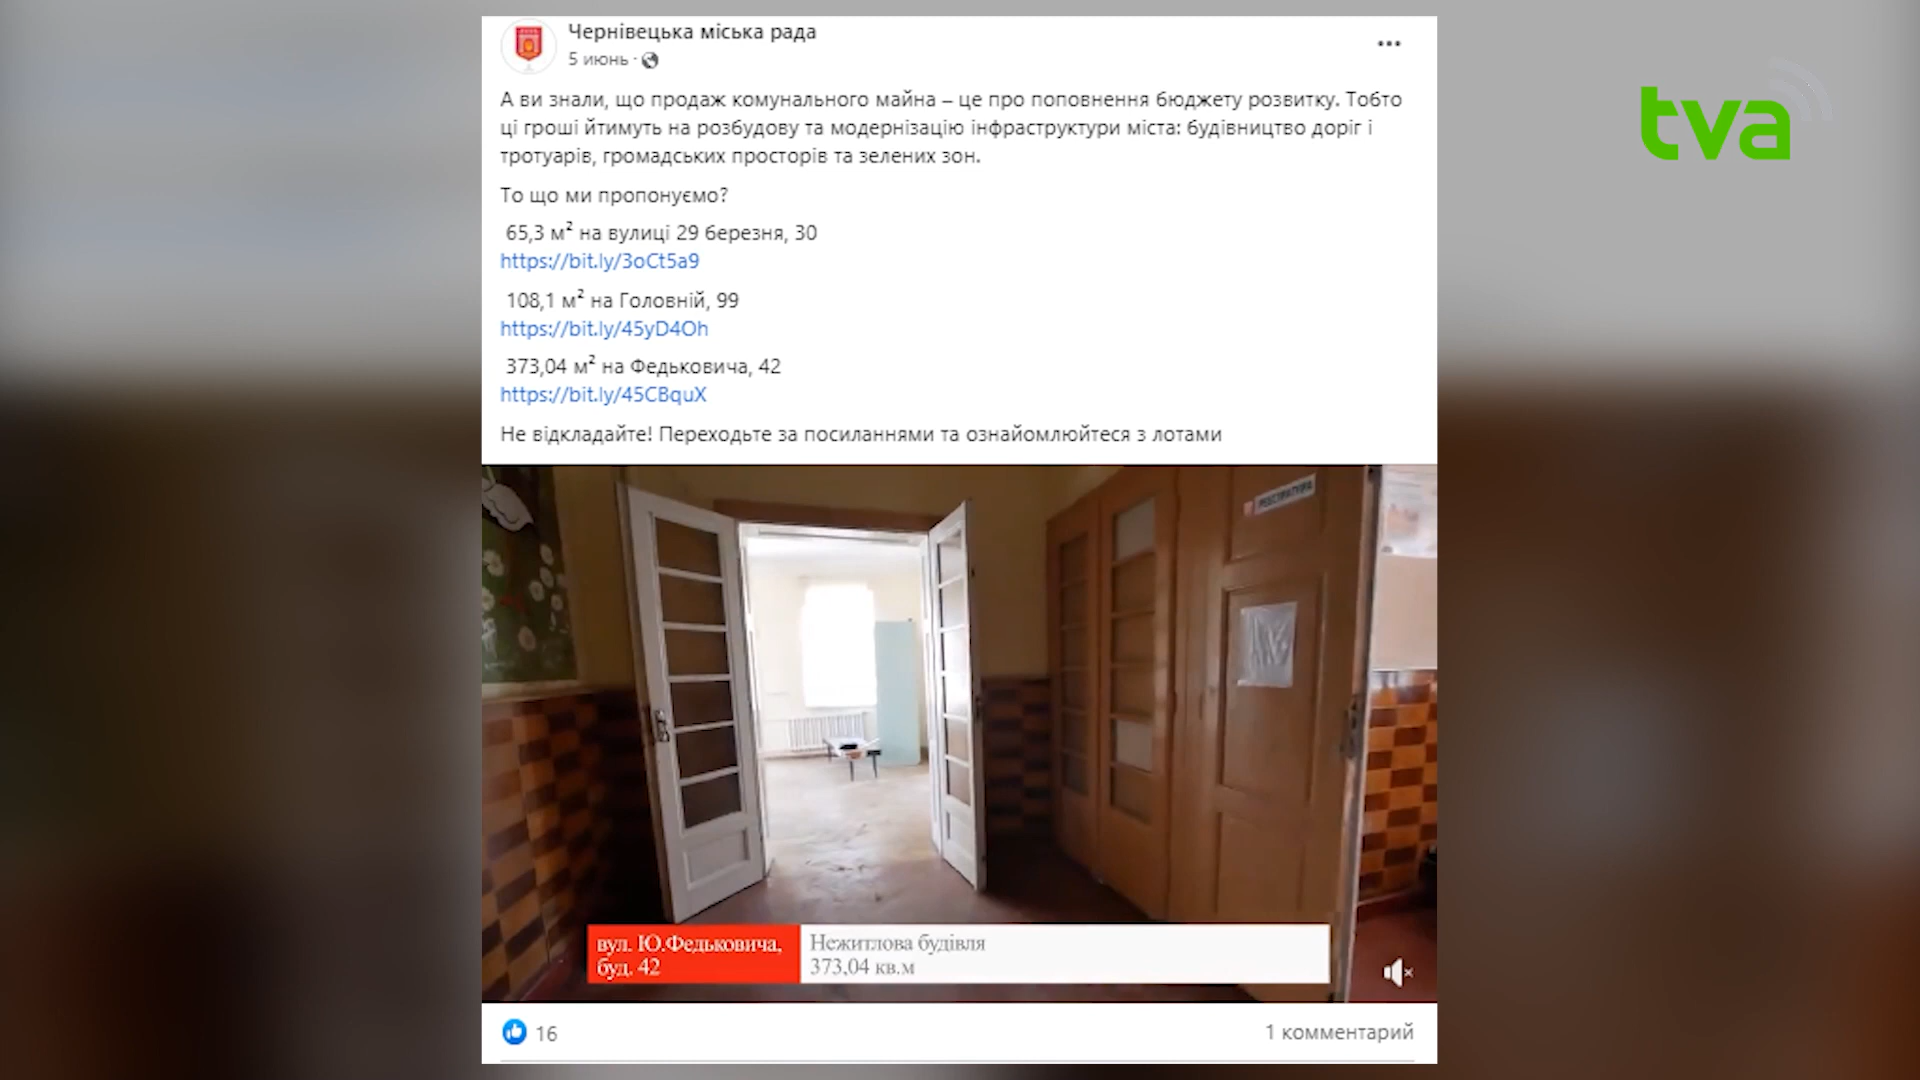 Чернівецька міська рада
5 июнь ·
tva
А ви знали, що продаж комунального майна – це про поповнення бюджету розвитку. Тобто
ці гроші йтимуть на розбудову та модернізацію інфраструктури міста: будівництво доріг і
тротуарів, громадських просторів та зелених зон.
То що ми пропонуємо?
65,3 м² на вулиці 29 березня, 30
https://bit.ly/3oCt5a9
108,1 м² на Головній, 99
https://bit.ly/45yD4Oh
373,04 м² на Федьковича, 42
https://bit.ly/45CBquX
Не відкладайте! Переходьте за посиланнями та ознайомлюйтеся з лотами
РЕЄСТРАТУРА
вул. Ю.Федьковича,
буд. 42
Нежитлова будівля
373,04 кв.м
16
1 комментарий